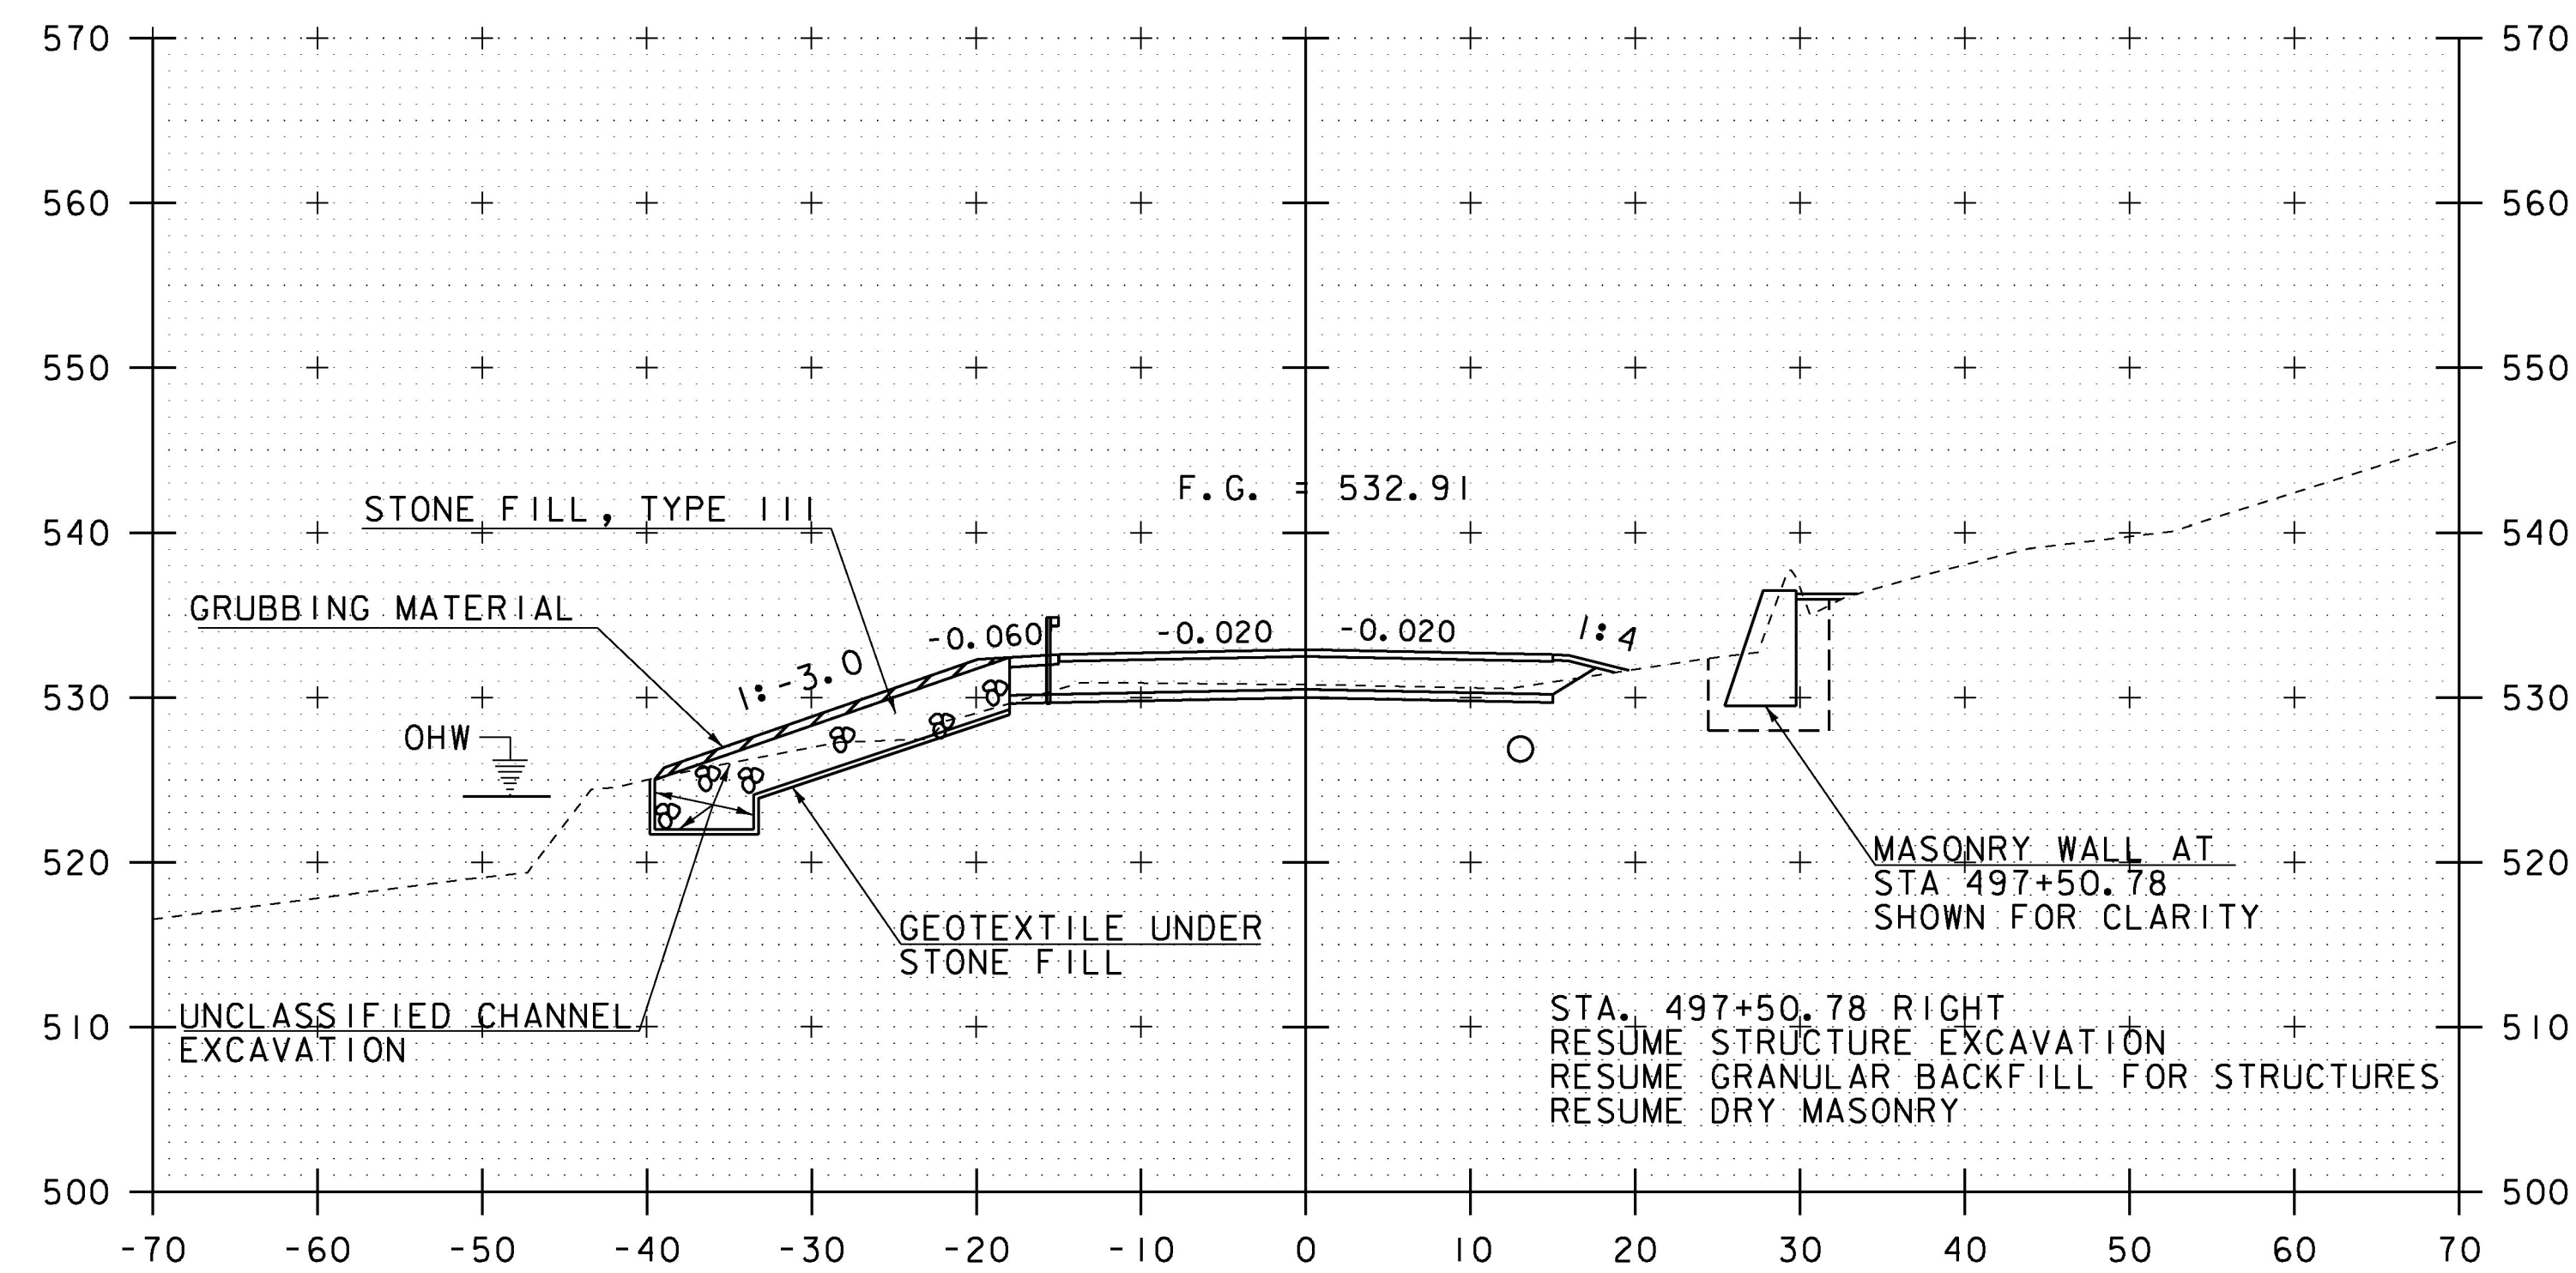 570
570
560
560
550
550
F.G. = 532.91
STONE FILL, TYPE III
540
540
GRUBBING MATERIAL
-0.060
-0.020
-0.020
1:4
1:-3.0
530
530
OHW
MASONRY WALL AT
STA 497+50.78
SHOWN FOR CLARITY
520
520
GEOTEXTILE UNDER
STONE FILL
UNCLASSIFIED CHANNEL
EXCAVATION
510
510
STA. 497+50.78 RIGHT
RESUME STRUCTURE EXCAVATION
RESUME GRANULAR BACKFILL FOR STRUCTURES
RESUME DRY MASONRY
500
500
-70 -60 -50 -40 -30 -20 -10 0 10 20 30 40 50 60 70